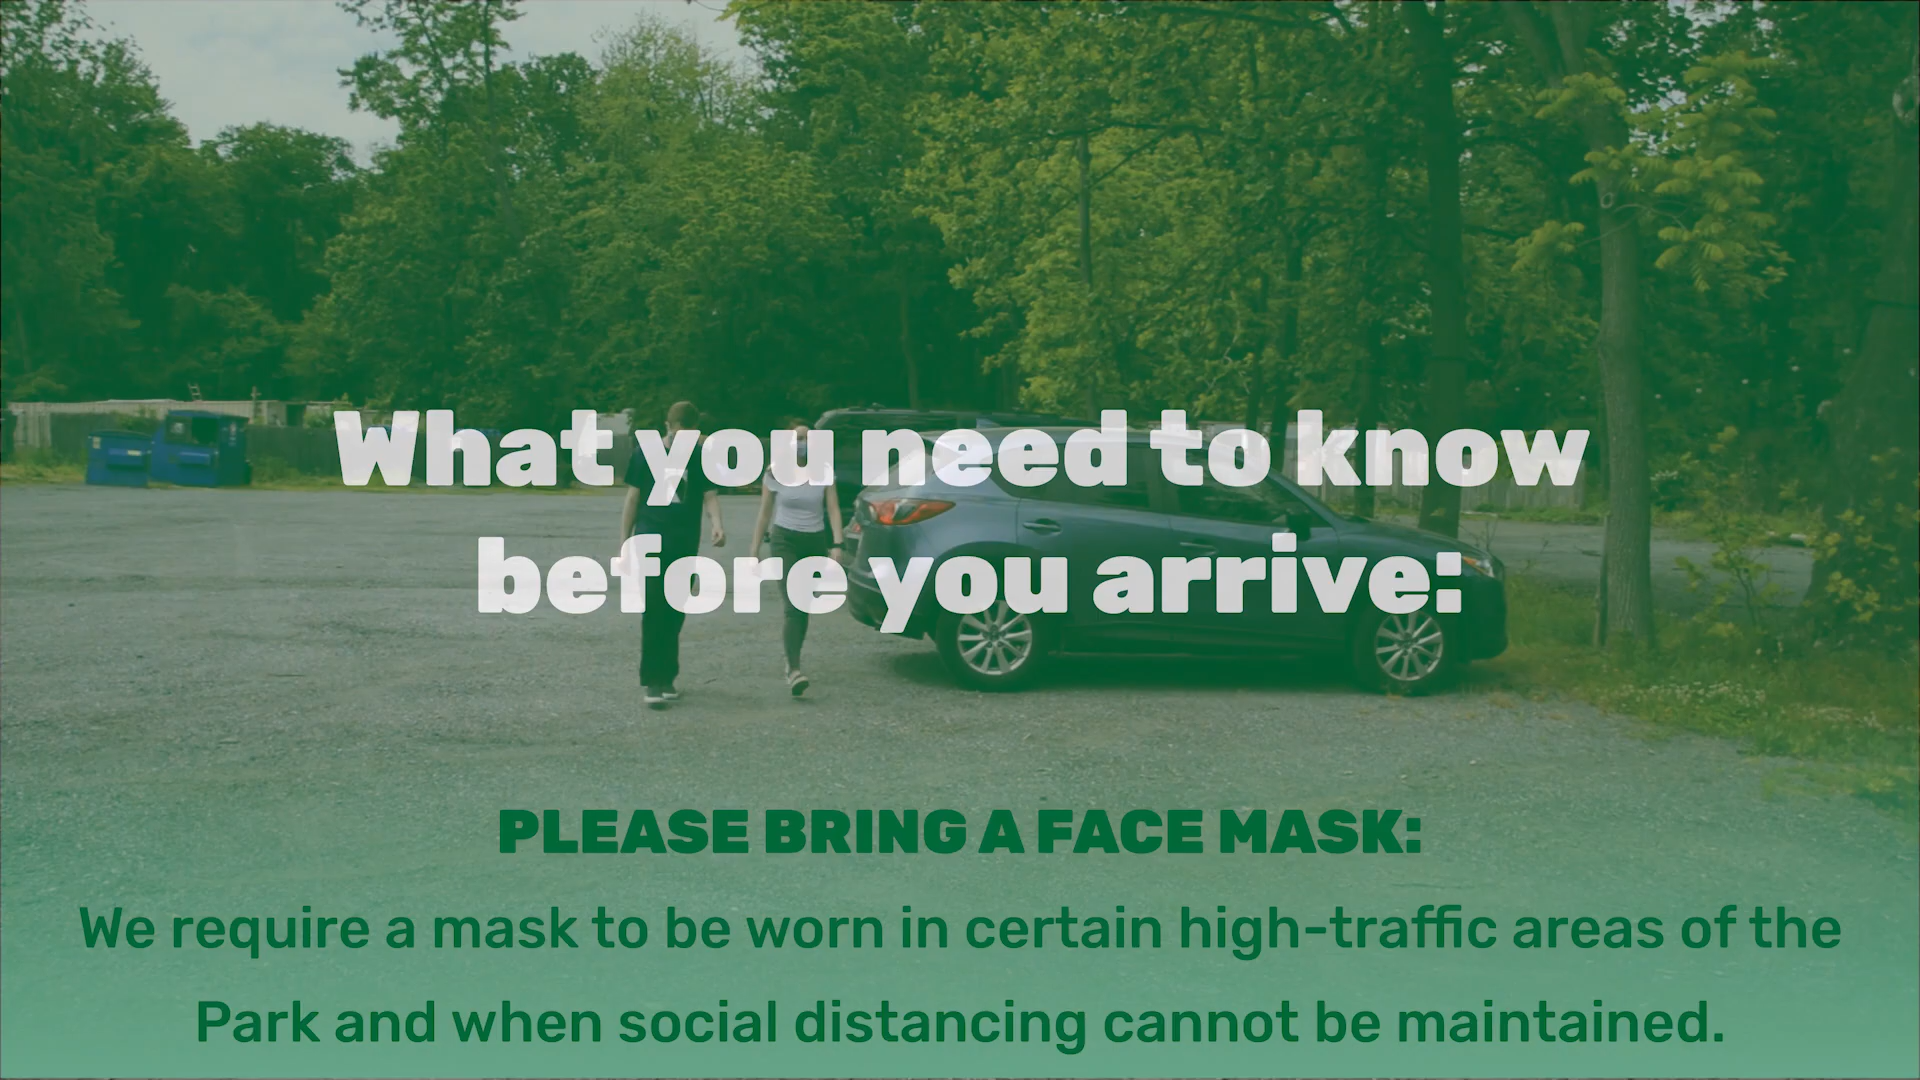 What you need to know
before you arrive:
PLEASE BRING A FACE MASK:
We require a mask to be worn in certain high-traffic areas of the
Park and when social distancing cannot be maintained.